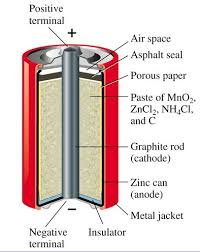 Positive
terminal
+
Air space
Asphalt seal
Porous paper
Paste of MnO₂,
ZnCl₂, NH₄Cl,
and C
Graphite rod
(cathode)
Zinc can
(anode)
Metal jacket
−
Negative
terminal
Insulator